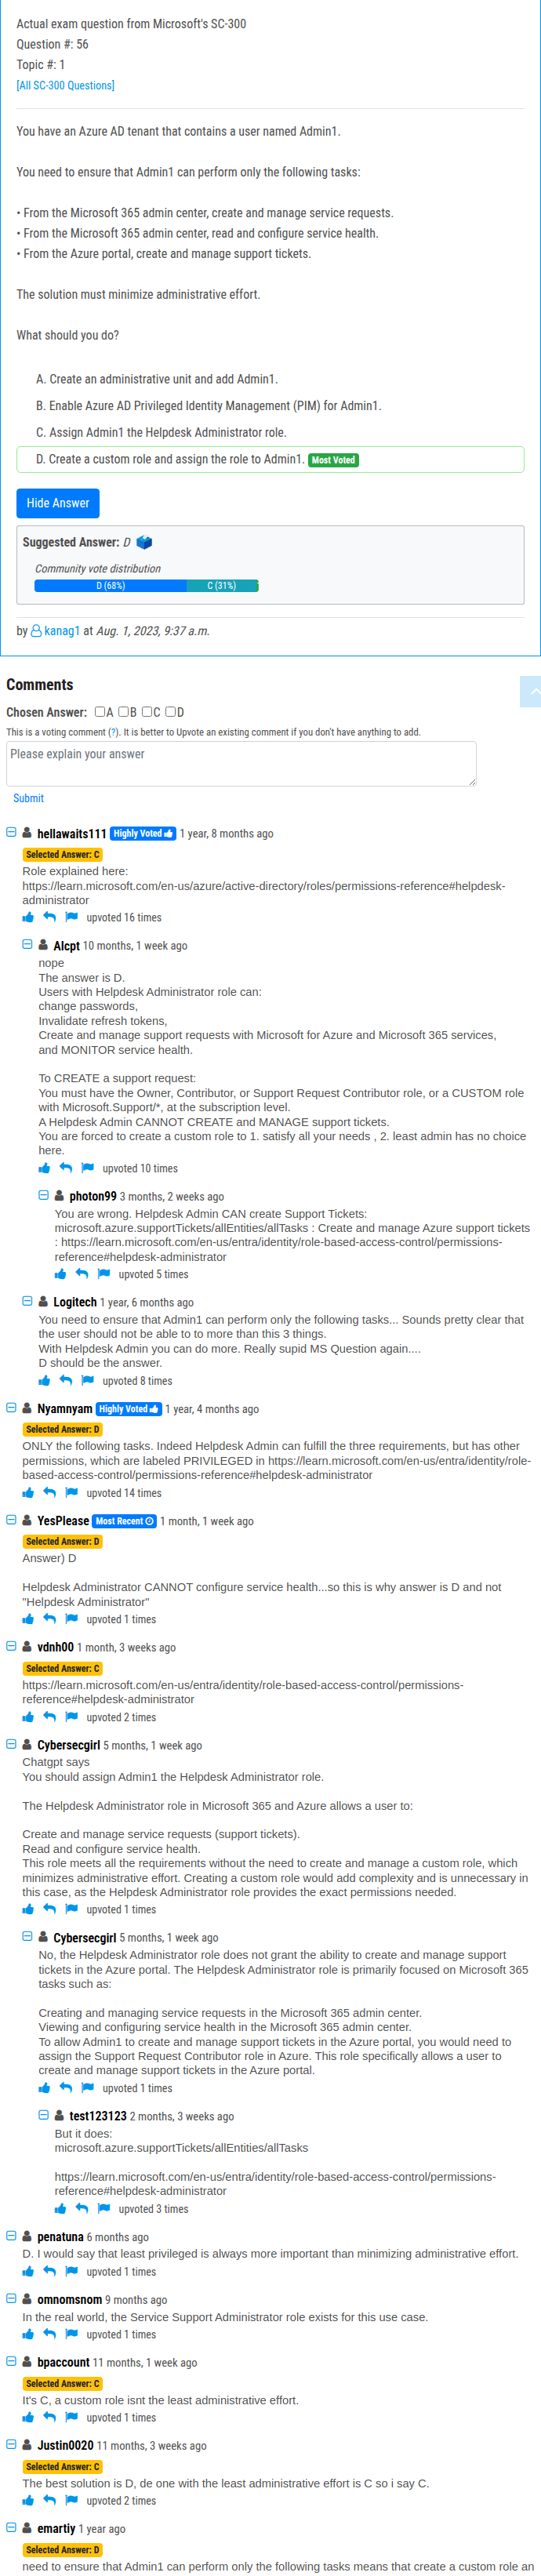 Actual exam question from Microsoft's SC-300
Question #: 56
Topic #: 1
[All SC-300 Questions]
You have an Azure AD tenant that contains a user named Admin1.
You need to ensure that Admin1 can perform only the following tasks:
• From the Microsoft 365 admin center, create and manage service requests.
• From the Microsoft 365 admin center, read and configure service health.
• From the Azure portal, create and manage support tickets.
The solution must minimize administrative effort.
What should you do?
A. Create an administrative unit and add Admin1.
B. Enable Azure AD Privileged Identity Management (PIM) for Admin1.
C. Assign Admin1 the Helpdesk Administrator role.
D. Create a custom role and assign the role to Admin1. Most Voted
Hide Answer
Suggested Answer: D
Community vote distribution
D (68%) C (31%)
by kanag1 at Aug. 1, 2023, 9:37 a.m.
Comments
Chosen Answer: A B C D
This is a voting comment (?). It is better to Upvote an existing comment if you don't have anything to add.
Please explain your answer
Submit
hellawaits111 Highly Voted 1 year, 8 months ago
Selected Answer: C
Role explained here:
https://learn.microsoft.com/en-us/azure/active-directory/roles/permissions-reference#helpdesk-
administrator
upvoted 16 times
Alcpt 10 months, 1 week ago
nope
The answer is D.
Users with Helpdesk Administrator role can:
change passwords,
Invalidate refresh tokens,
Create and manage support requests with Microsoft for Azure and Microsoft 365 services,
and MONITOR service health.
To CREATE a support request:
You must have the Owner, Contributor, or Support Request Contributor role, or a CUSTOM role
with Microsoft.Support/*, at the subscription level.
A Helpdesk Admin CANNOT CREATE and MANAGE support tickets.
You are forced to create a custom role to 1. satisfy all your needs , 2. least admin has no choice
here.
upvoted 10 times
photon99 3 months, 2 weeks ago
You are wrong. Helpdesk Admin CAN create Support Tickets:
microsoft.azure.supportTickets/allEntities/allTasks : Create and manage Azure support tickets
: https://learn.microsoft.com/en-us/entra/identity/role-based-access-control/permissions-
reference#helpdesk-administrator
upvoted 5 times
Logitech 1 year, 6 months ago
You need to ensure that Admin1 can perform only the following tasks... Sounds pretty clear that
the user should not be able to to more than this 3 things.
With Helpdesk Admin you can do more. Really supid MS Question again....
D should be the answer.
upvoted 8 times
Nyamnyam Highly Voted 1 year, 4 months ago
Selected Answer: D
ONLY the following tasks. Indeed Helpdesk Admin can fulfill the three requirements, but has other
permissions, which are labeled PRIVILEGED in https://learn.microsoft.com/en-us/entra/identity/role-
based-access-control/permissions-reference#helpdesk-administrator
upvoted 14 times
YesPlease Most Recent 1 month, 1 week ago
Selected Answer: D
Answer) D
Helpdesk Administrator CANNOT configure service health...so this is why answer is D and not
"Helpdesk Administrator"
upvoted 1 times
vdnh00 1 month, 3 weeks ago
Selected Answer: C
https://learn.microsoft.com/en-us/entra/identity/role-based-access-control/permissions-
reference#helpdesk-administrator
upvoted 2 times
Cybersecgirl 5 months, 1 week ago
Chatgpt says
You should assign Admin1 the Helpdesk Administrator role.
The Helpdesk Administrator role in Microsoft 365 and Azure allows a user to:
Create and manage service requests (support tickets).
Read and configure service health.
This role meets all the requirements without the need to create and manage a custom role, which
minimizes administrative effort. Creating a custom role would add complexity and is unnecessary in
this case, as the Helpdesk Administrator role provides the exact permissions needed.
upvoted 1 times
Cybersecgirl 5 months, 1 week ago
No, the Helpdesk Administrator role does not grant the ability to create and manage support
tickets in the Azure portal. The Helpdesk Administrator role is primarily focused on Microsoft 365
tasks such as:
Creating and managing service requests in the Microsoft 365 admin center.
Viewing and configuring service health in the Microsoft 365 admin center.
To allow Admin1 to create and manage support tickets in the Azure portal, you would need to
assign the Support Request Contributor role in Azure. This role specifically allows a user to
create and manage support tickets in the Azure portal.
upvoted 1 times
test123123 2 months, 3 weeks ago
But it does:
microsoft.azure.supportTickets/allEntities/allTasks
https://learn.microsoft.com/en-us/entra/identity/role-based-access-control/permissions-
reference#helpdesk-administrator
upvoted 3 times
penatuna 6 months ago
D. I would say that least privileged is always more important than minimizing administrative effort.
upvoted 1 times
omnomsnom 9 months ago
In the real world, the Service Support Administrator role exists for this use case.
upvoted 1 times
bpaccount 11 months, 1 week ago
Selected Answer: C
It's C, a custom role isnt the least administrative effort.
upvoted 1 times
Justin0020 11 months, 3 weeks ago
Selected Answer: C
The best solution is D, de one with the least administrative effort is C so i say C.
upvoted 2 times
emartiy 1 year ago
Selected Answer: D
need to ensure that Admin1 can perform only the following tasks means that create a custom role an